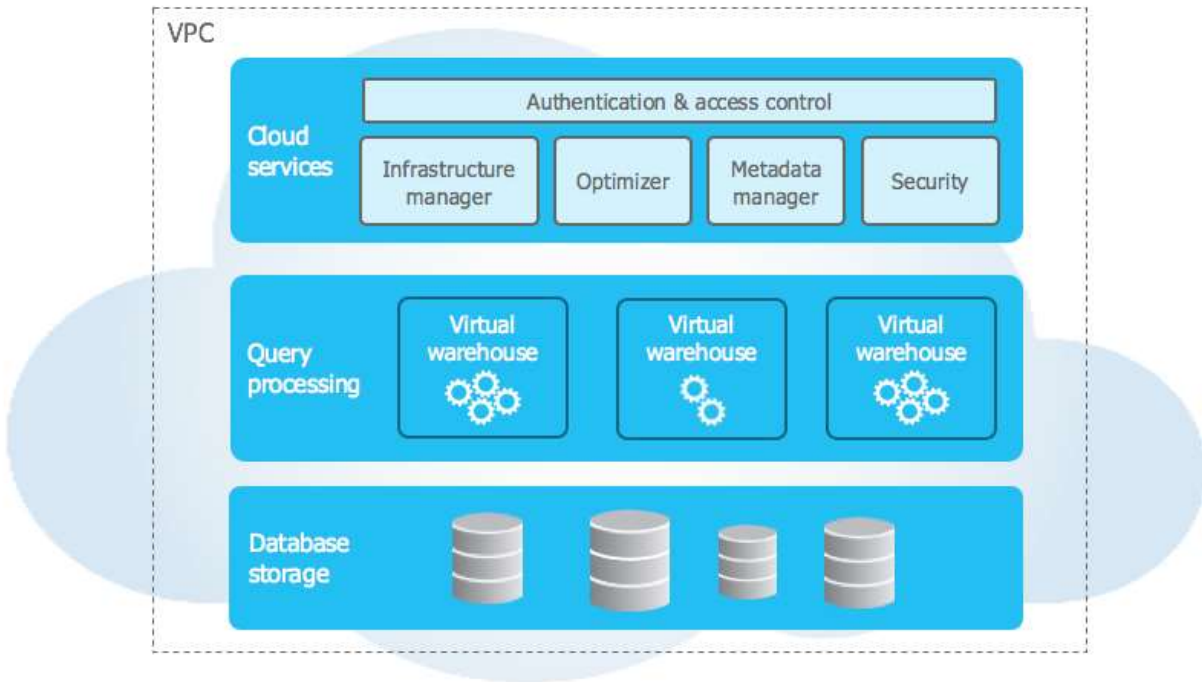 VPC
Cloud
services
Authentication & access control
Infrastructure
manager
Optimizer
Metadata
manager
Security
Query
processing
Virtual
warehouse
Virtual
warehouse
Virtual
warehouse
Database
storage